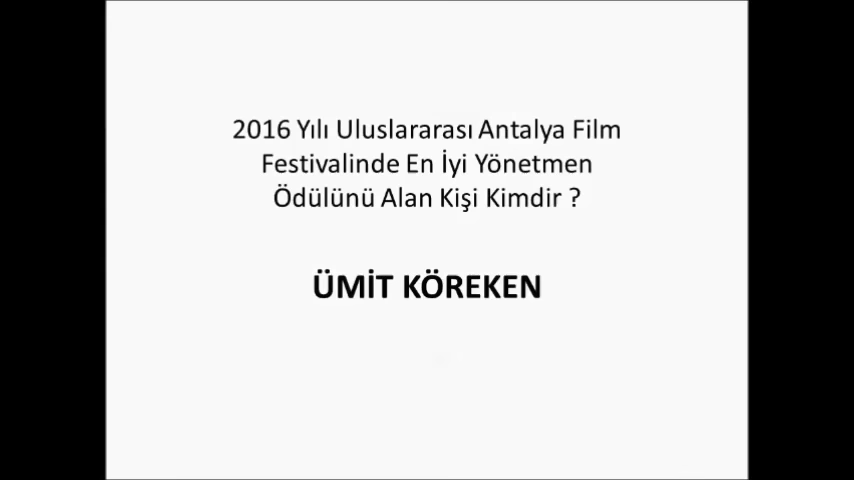 2016 Yılı Uluslararası Antalya Film
Festivalinde En İyi Yönetmen
Ödülünü Alan Kişi Kimdir ?
ÜMİT KÖREKEN